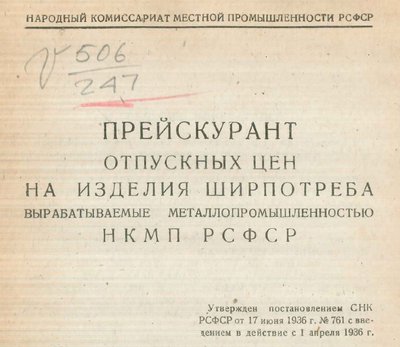 НАРОДНЫЙ КОМИССАРИАТ МЕСТНОЙ ПРОМЫШЛЕННОСТИ РСФСР
506
247
ПРЕЙСКУРАНТ
ОТПУСКНЫХ ЦЕН
НА ИЗДЕЛИЯ ШИРПОТРЕБА
ВЫРАБАТЫВАЕМЫЕ МЕТАЛЛОПРОМЫШЛЕННОСТЬЮ
НКМП РСФСР
Утвержден постановлением СНК
РСФСР от 17 июня 1936 г. № 761 с вве-
дением в действие с 1 апреля 1936 г.